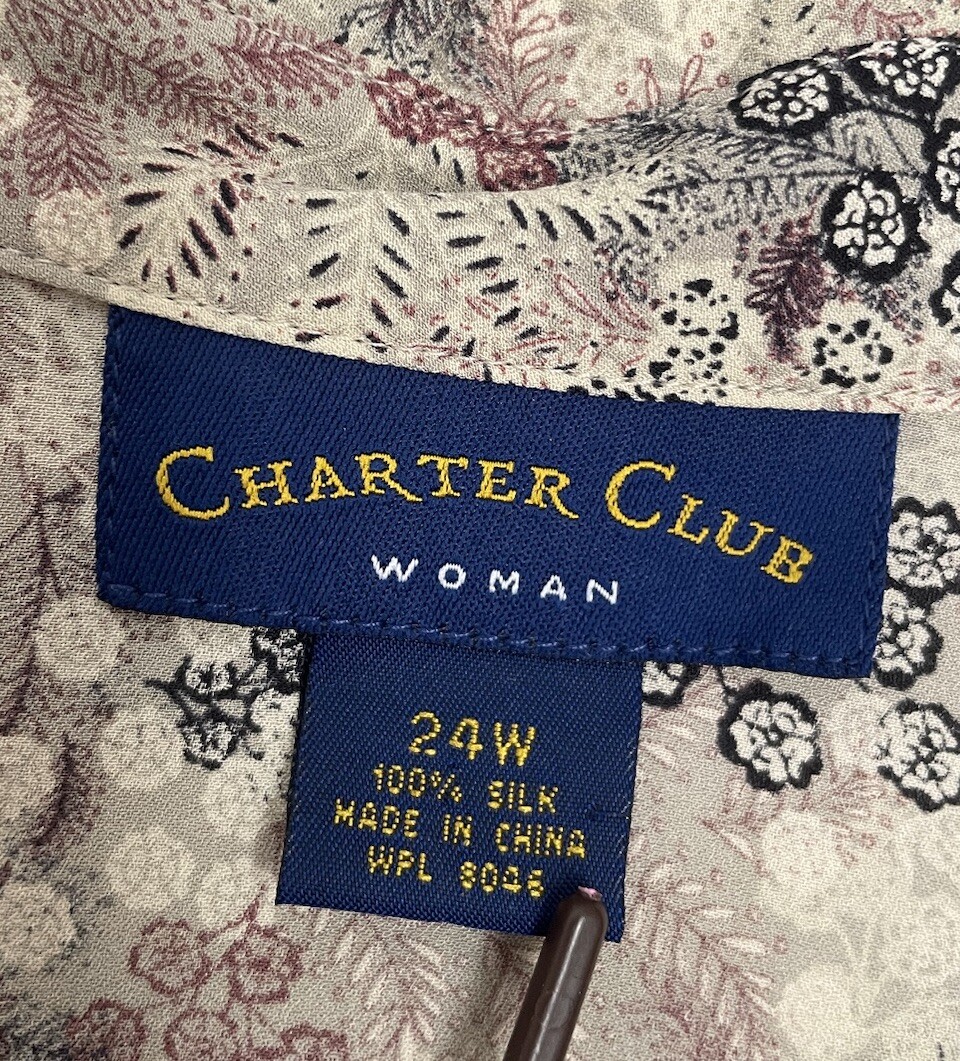 CHARTER CLUB
WOMAN
24W
100% SILK
MADE IN CHINA
WPL 8046